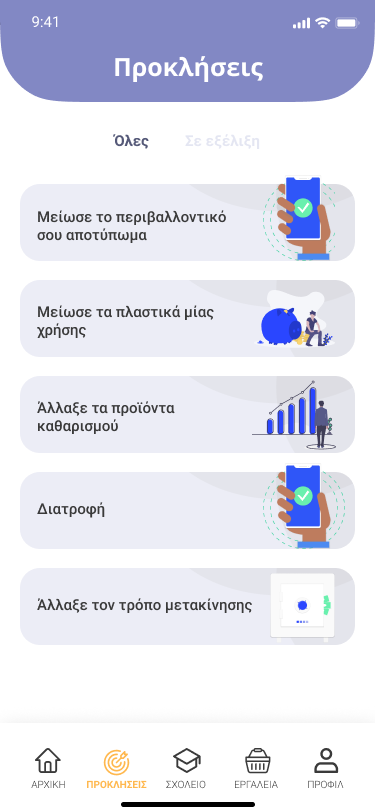 9:41
Προκλήσεις
Όλες Σε εξέλιξη
Μείωσε το περιβαλλοντικό
σου αποτύπωμα
Μείωσε τα πλαστικά μίας
χρήσης
Άλλαξε τα προϊόντα
καθαρισμού
Διατροφή
Άλλαξε τον τρόπο μετακίνησης
ΑΡΧΙΚΗ ΠΡΟΚΛΗΣΕΙΣ ΣΧΟΛΕΙΟ ΕΡΓΑΛΕΙΑ ΠΡΟΦΙΛ